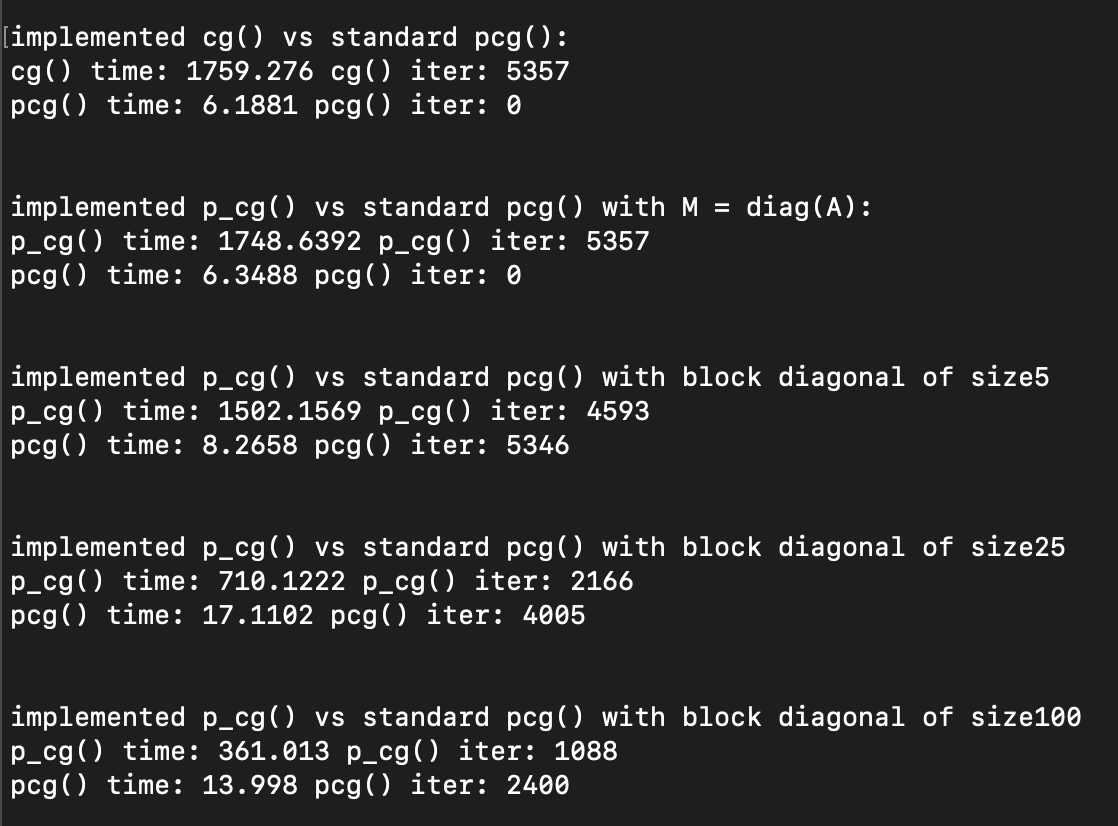 [implemented cg() vs standard pcg():
cg() time: 1759.276 cg() iter: 5357
pcg() time: 6.1881 pcg() iter: 0
implemented p_cg() vs standard pcg() with M = diag(A):
p_cg() time: 1748.6392 p_cg() iter: 5357
pcg() time: 6.3488 pcg() iter: 0
implemented p_cg() vs standard pcg() with block diagonal of size5
p_cg() time: 1502.1569 p_cg() iter: 4593
pcg() time: 8.2658 pcg() iter: 5346
implemented p_cg() vs standard pcg() with block diagonal of size25
p_cg() time: 710.1222 p_cg() iter: 2166
pcg() time: 17.1102 pcg() iter: 4005
implemented p_cg() vs standard pcg() with block diagonal of size100
p_cg() time: 361.013 p_cg() iter: 1088
pcg() time: 13.998 pcg() iter: 2400